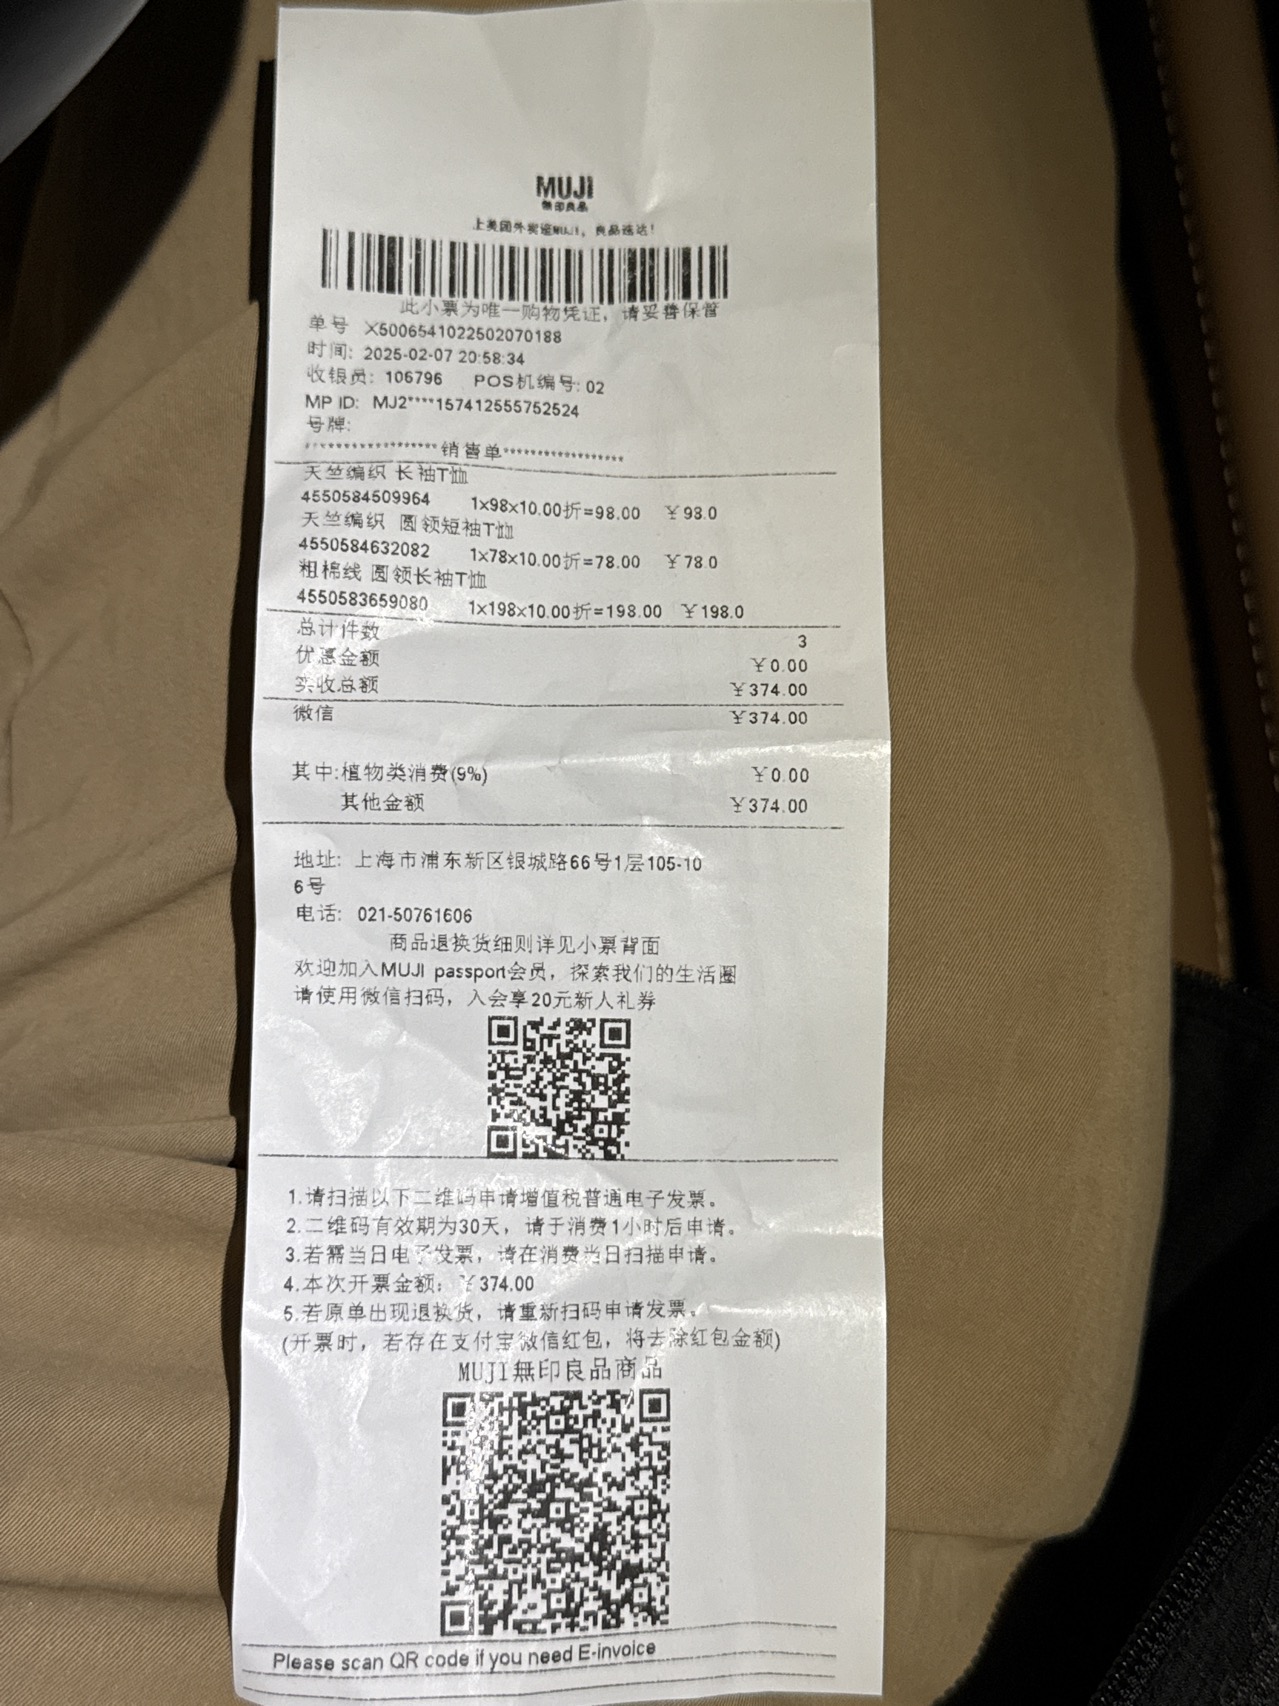 MUJI
無印良品
上美团外卖逛MUJI，良品速达！
此小票为唯一购物凭证，请妥善保管
单号 X5006541022502070188
时间: 2025-02-07 20:58:34
收银员: 106796 POS机编号: 02
MP ID: MJ2****157412555752524
号牌:
******************销售单******************
天竺编织 长袖T恤
4550584509964 1x98x10.00折=98.00 ￥98.0
天竺编织 圆领短袖T恤
4550584632082 1x78x10.00折=78.00 ￥78.0
粗棉线 圆领长袖T恤
4550583659080 1x198x10.00折=198.00 ￥198.0
总计件数 3
优惠金额 ￥0.00
实收总额 ￥374.00
微信 ￥374.00
其中:植物类消费(9%) ￥0.00
其他金额 ￥374.00
地址: 上海市浦东新区银城路66号1层105-10
6号
电话: 021-50761606
商品退换货细则详见小票背面
欢迎加入MUJI passport会员，探索我们的生活圈
请使用微信扫码，入会享20元新人礼券
1.请扫描以下二维码申请增值税普通电子发票。
2.二维码有效期为30天，请于消费1小时后申请。
3.若需当日电子发票，请在消费当日扫描申请。
4.本次开票金额: ￥374.00
5.若原单出现退换货，请重新扫码申请发票。
(开票时，若存在支付宝微信红包，将去除红包金额)
MUJI無印良品商品
Please scan QR code if you need E-invoice